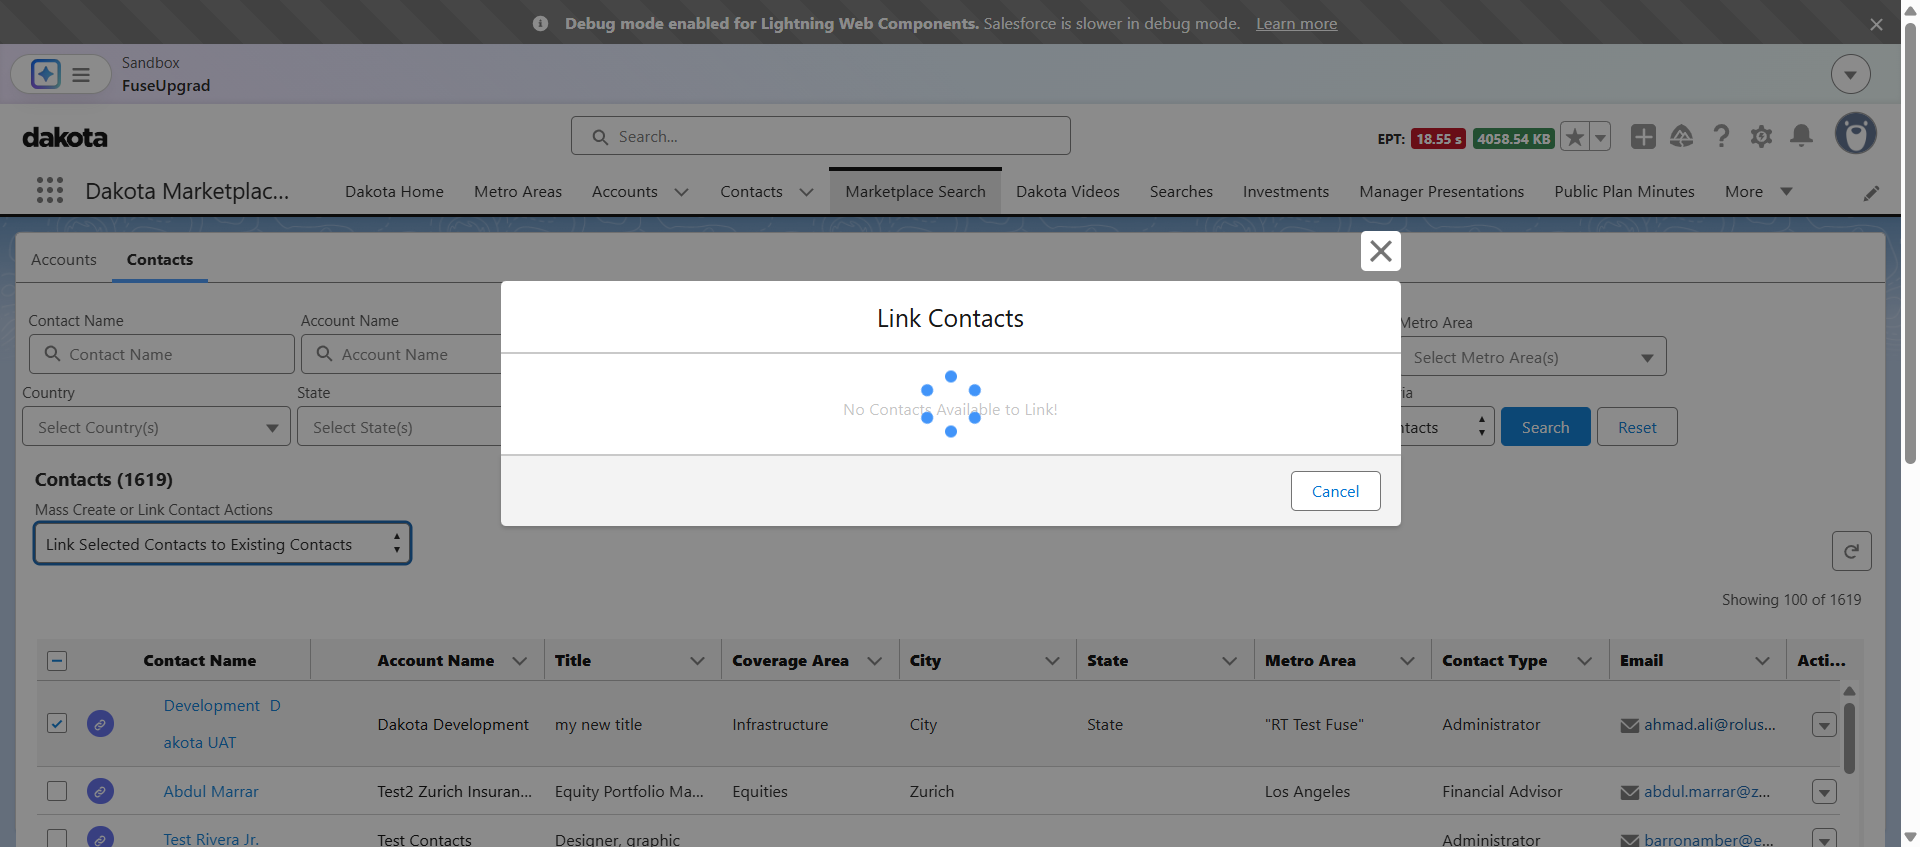 Debug mode enabled for Lightning Web Components. Salesforce is slower in debug mode. Learn more
Sandbox
FuseUpgrad
dakota
Search...
EPT: 18.55 s 4058.54 KB
Dakota Marketplac...
Dakota Home
Metro Areas
Accounts
Contacts
Marketplace Search
Dakota Videos
Searches
Investments
Manager Presentations
Public Plan Minutes
More
Accounts
Contacts
Link Contacts
Contact Name
Account Name
Metro Area
Contact Name
Account Name
Select Metro Area(s)
Country
State
ia
No Contacts Available to Link!
Select Country(s)
Select State(s)
ntacts
Search
Reset
Contacts (1619)
Cancel
Mass Create or Link Contact Actions
Link Selected Contacts to Existing Contacts
Showing 100 of 1619
Contact Name Account Name Title Coverage Area City State Metro Area Contact Type Email Acti...
Development D
akota UAT
Dakota Development my new title Infrastructure City State "RT Test Fuse" Administrator ahmad.ali@rolus...
Abdul Marrar Test2 Zurich Insuran... Equity Portfolio Ma... Equities Zurich Los Angeles Financial Advisor abdul.marrar@z...
Test Rivera Jr. Test Contacts Designer, graphic Administrator barronamber@e...